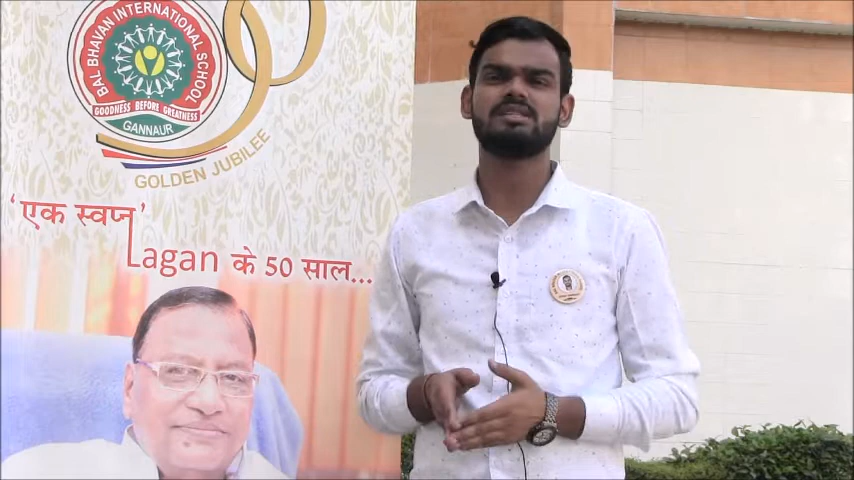 BAL BHAVAN INTERNATIONAL SCHOOL
GOODNESS BEFORE GREATNESS
GANNAUR
GOLDEN JUBILEE
'एक स्वप्न'
Lagan के 50 साल...